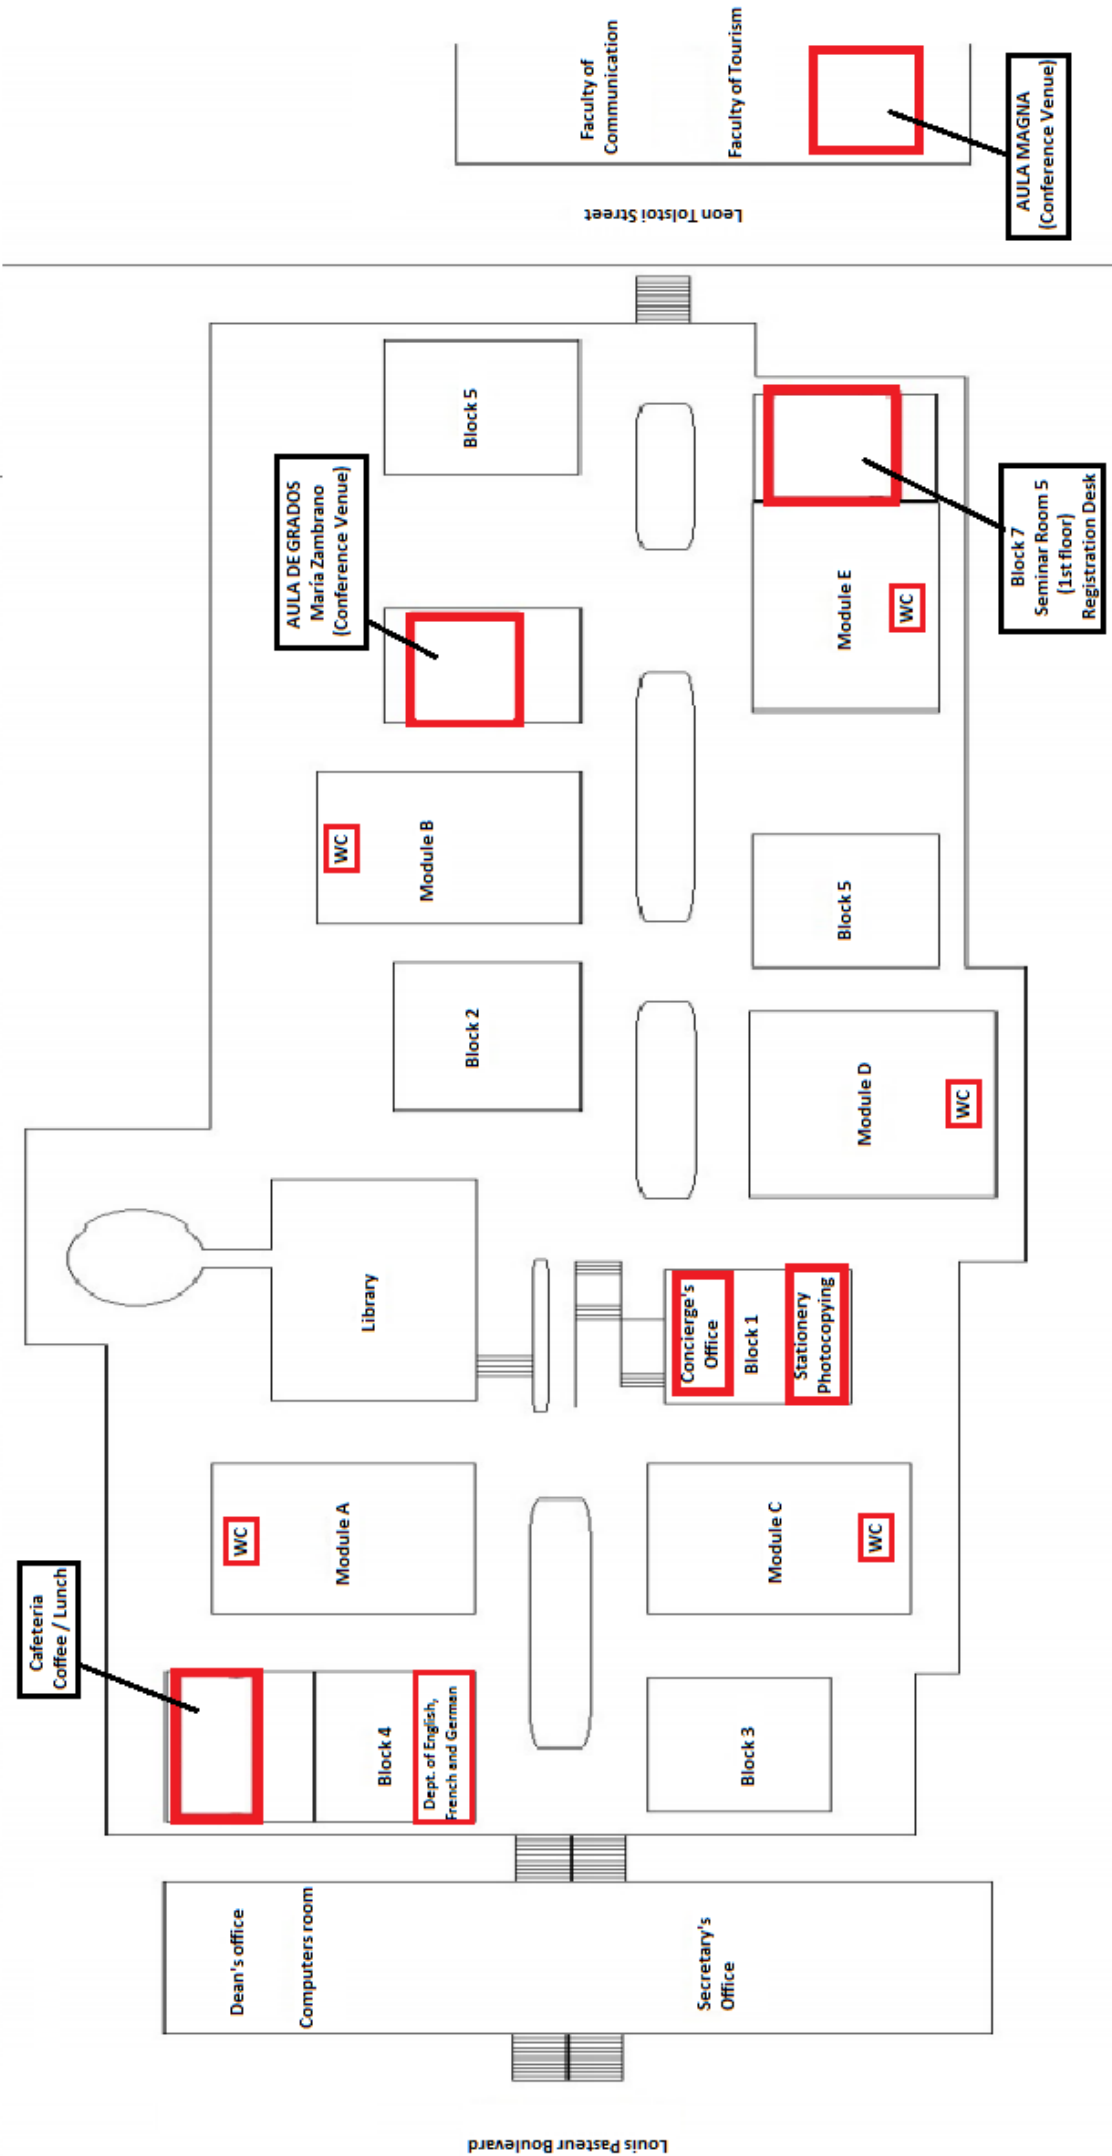 Louis Pasteur Boulevard
Dean's office
Computers room
Secretary's
Office
Cafeteria
Coffee / Lunch
Block 4
Dept. of English,
French and German
Block 3
WC
Module A
Module C
WC
Library
Concierge's
Office
Block 1
Stationery
Photocopying
Block 2
Module D
WC
WC
Module B
Block 5
AULA DE GRADOS
María Zambrano
(Conference Venue)
Module E
WC
Block 5
Block 7
Seminar Room 5
(1st floor)
Registration Desk
Leon Tolstoi Street
Faculty of
Communication
Faculty of Tourism
AULA MAGNA
(Conference Venue)